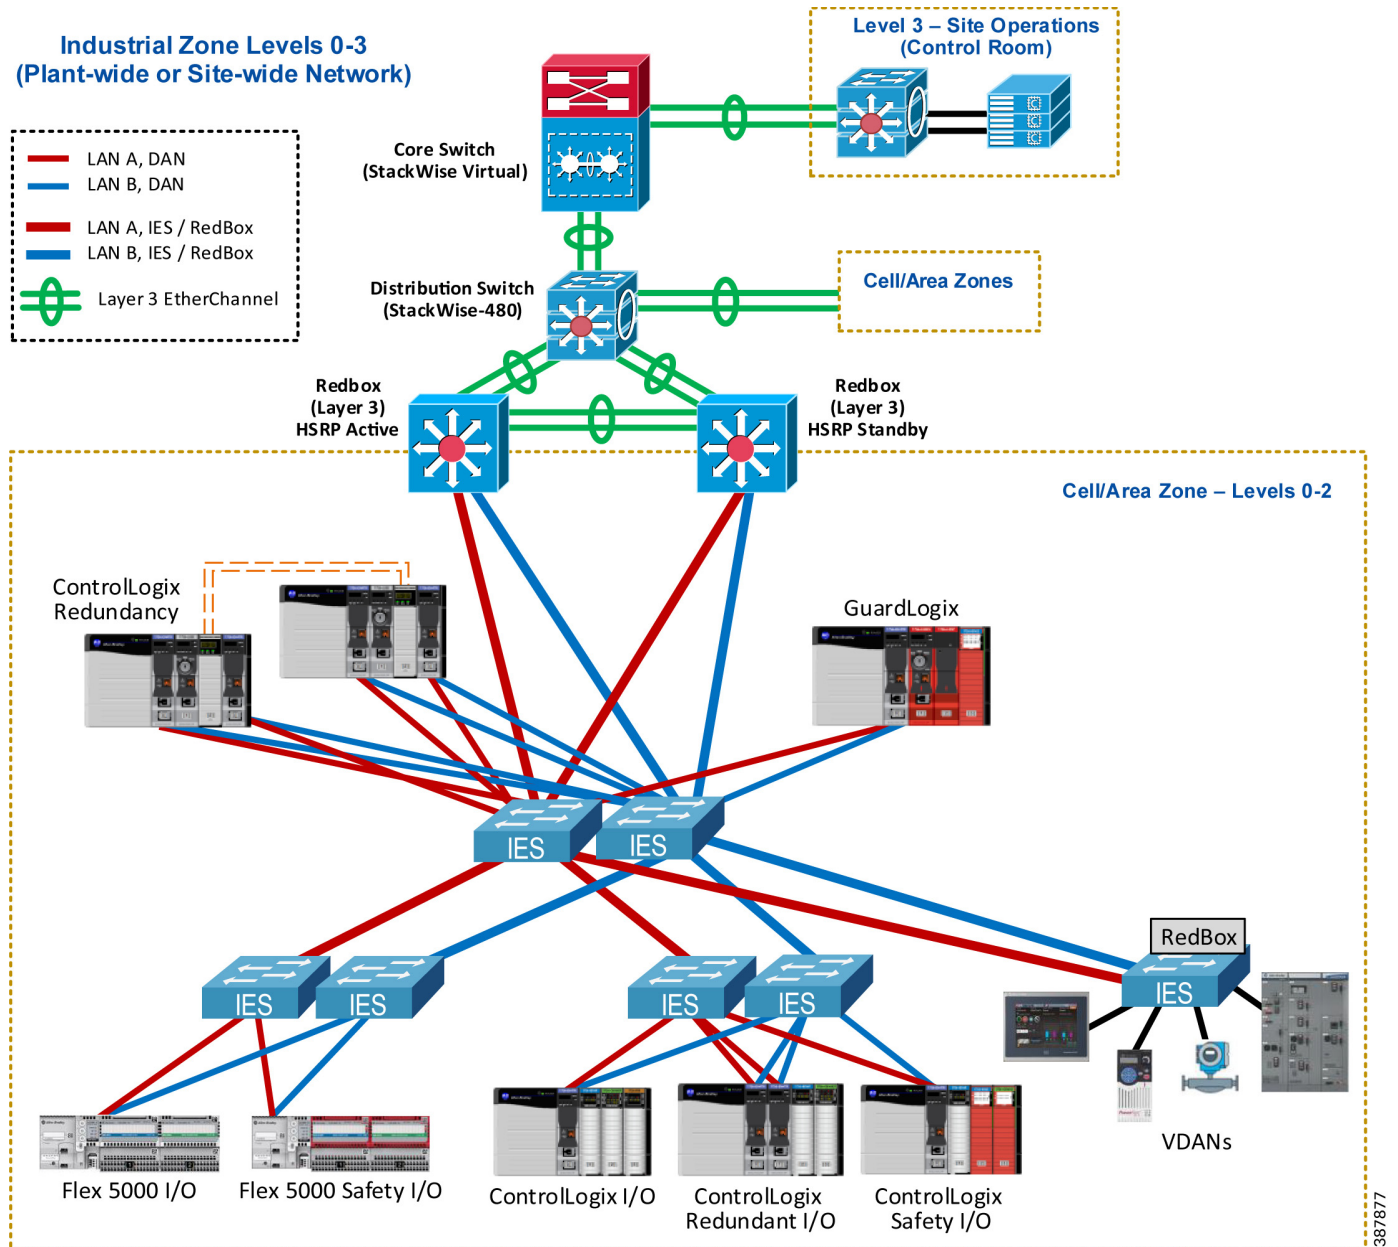 Industrial Zone Levels 0-3
(Plant-wide or Site-wide Network)
Level 3 – Site Operations
(Control Room)
LAN A, DAN
LAN B, DAN
LAN A, IES / RedBox
LAN B, IES / RedBox
Layer 3 EtherChannel
Core Switch
(StackWise Virtual)
Distribution Switch
(StackWise-480)
Cell/Area Zones
Redbox
(Layer 3)
HSRP Active
Redbox
(Layer 3)
HSRP Standby
Cell/Area Zone – Levels 0-2
ControlLogix
Redundancy
GuardLogix
IES
IES
RedBox
IES
IES
IES
IES
IES
VDANs
Flex 5000 I/O
Flex 5000 Safety I/O
ControlLogix I/O
ControlLogix
Redundant I/O
ControlLogix
Safety I/O
387877